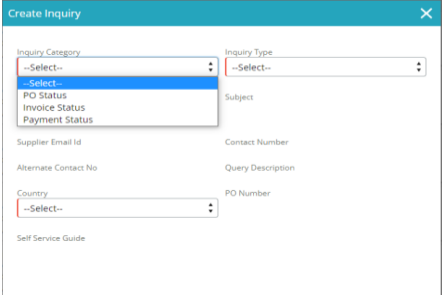 Create Inquiry
Inquiry Category Inquiry Type
--Select-- --Select--
--Select--
PO Status Subject
Invoice Status
Payment Status
Supplier Email Id Contact Number
Alternate Contact No Query Description
Country PO Number
--Select--
Self Service Guide